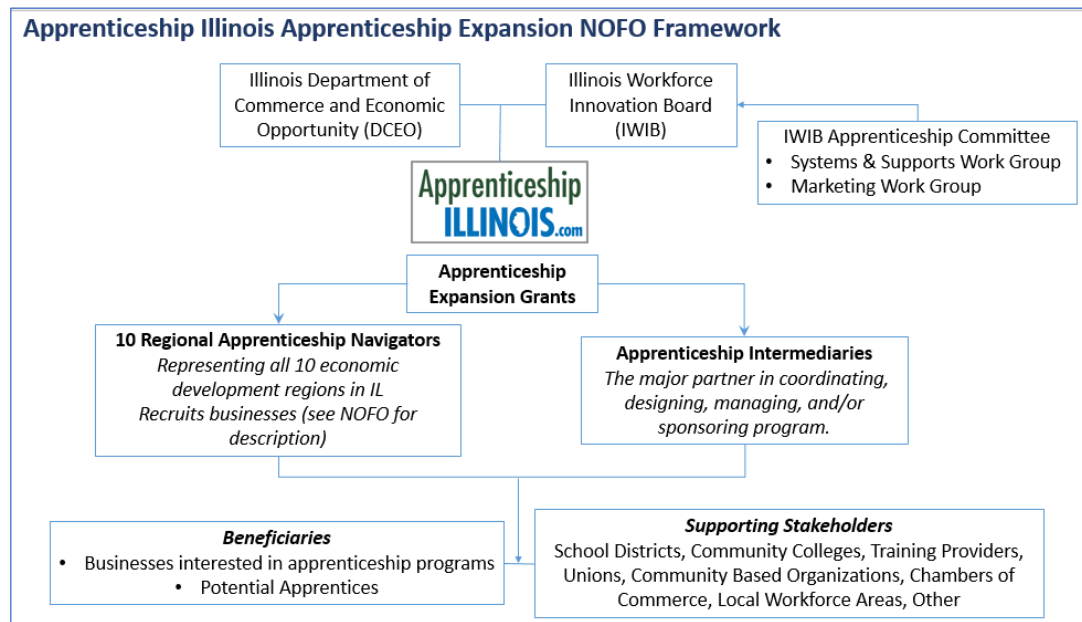 Apprenticeship Illinois Apprenticeship Expansion NOFO Framework
Illinois Department of
Commerce and Economic
Opportunity (DCEO)
Illinois Workforce
Innovation Board
(IWIB)
IWIB Apprenticeship Committee
• Systems & Supports Work Group
• Marketing Work Group
Apprenticeship
ILLINOIS.com
Apprenticeship
Expansion Grants
10 Regional Apprenticeship Navigators
Representing all 10 economic
development regions in IL
Recruits businesses (see NOFO for
description)
Apprenticeship Intermediaries
The major partner in coordinating,
designing, managing, and/or
sponsoring program.
Beneficiaries
• Businesses interested in apprenticeship programs
• Potential Apprentices
Supporting Stakeholders
School Districts, Community Colleges, Training Providers,
Unions, Community Based Organizations, Chambers of
Commerce, Local Workforce Areas, Other